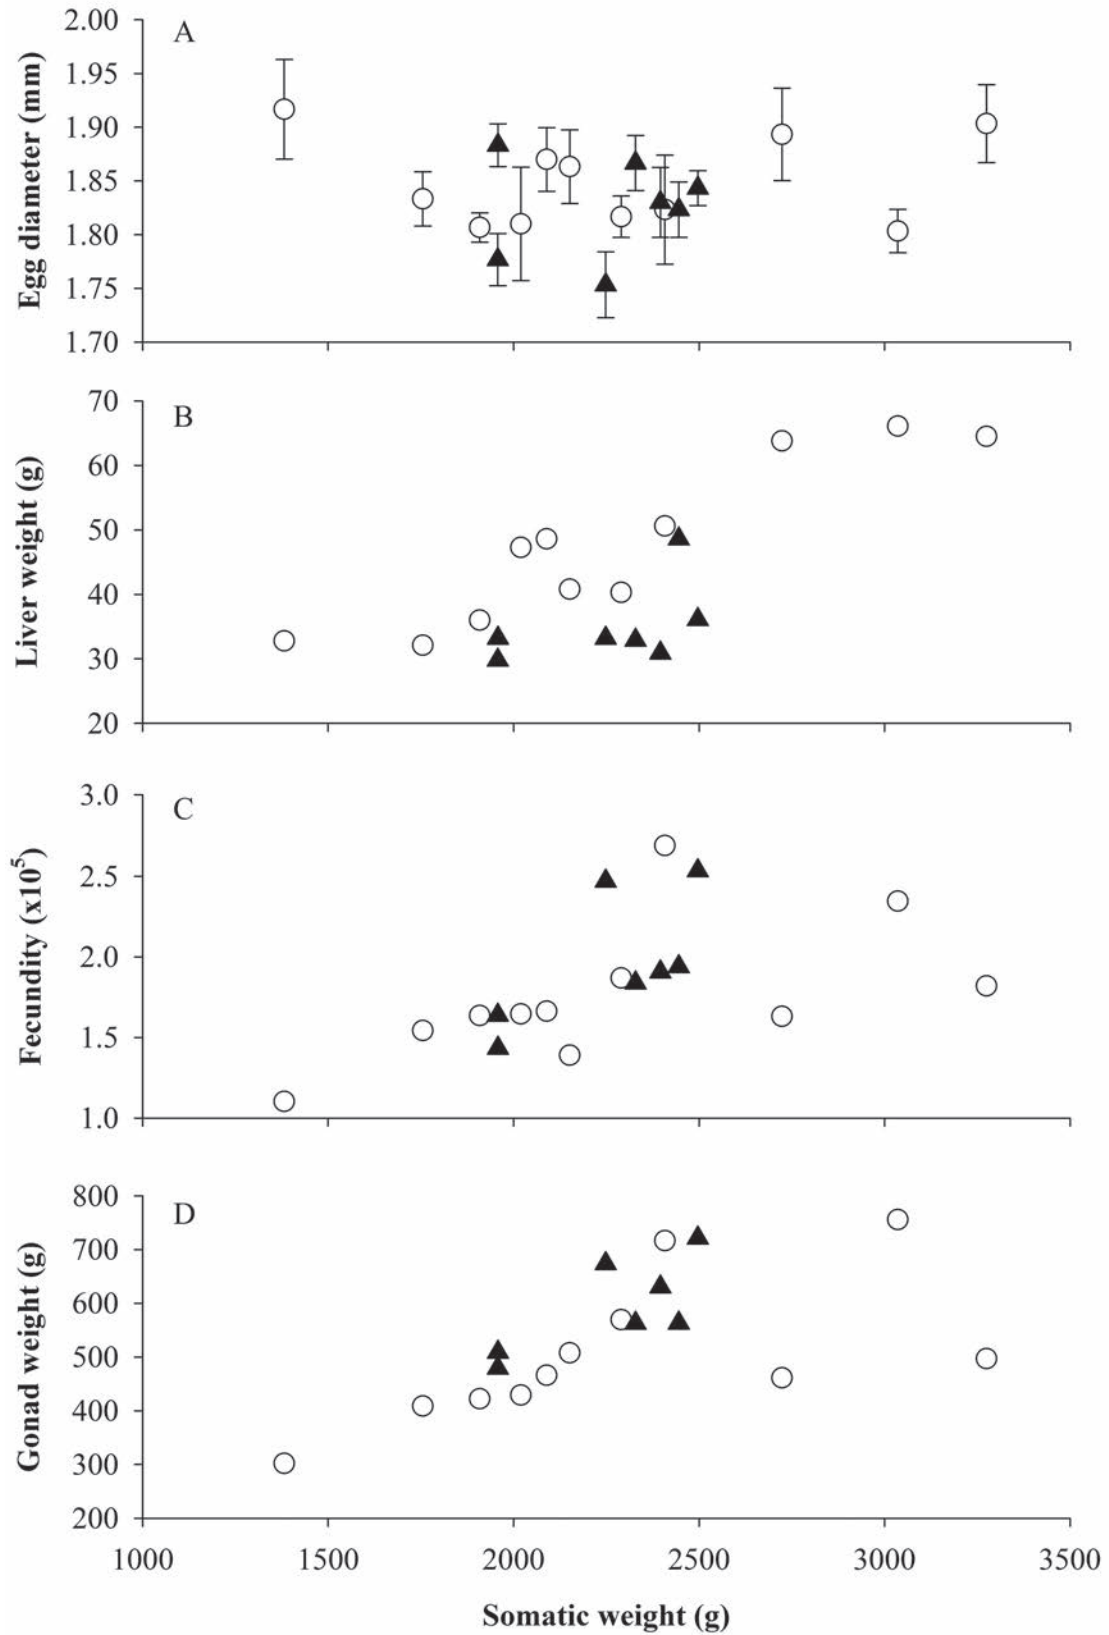 A
2.00
1.95
1.90
1.85
1.80
1.75
1.70
Egg diameter (mm)
B
70
60
50
40
30
20
Liver weight (g)
C
3.0
2.5
2.0
1.5
1.0
Fecundity (x10⁵)
D
800
700
600
500
400
300
200
Gonad weight (g)
1000 1500 2000 2500 3000 3500
Somatic weight (g)